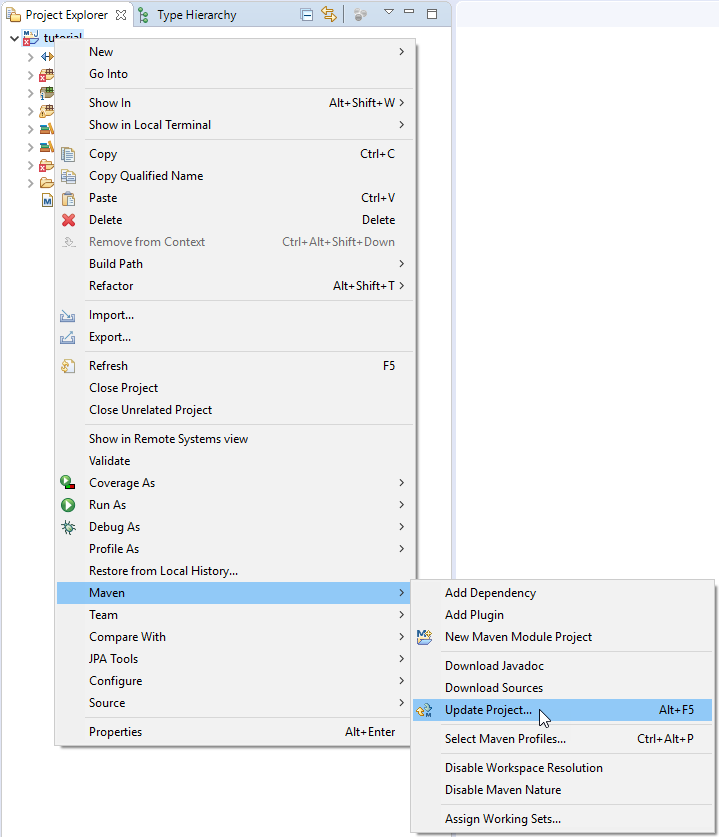 Project Explorer Type Hierarchy
tutorial
New
Go Into
Show In Alt+Shift+W
Show in Local Terminal
Copy Ctrl+C
Copy Qualified Name
Paste Ctrl+V
Delete Delete
Remove from Context Ctrl+Alt+Shift+Down
Build Path
Refactor Alt+Shift+T
Import...
Export...
Refresh F5
Close Project
Close Unrelated Project
Show in Remote Systems view
Validate
Coverage As
Run As
Debug As
Profile As
Restore from Local History...
Maven
Team
Compare With
JPA Tools
Configure
Source
Properties Alt+Enter
Add Dependency
Add Plugin
New Maven Module Project
Download Javadoc
Download Sources
Update Project... Alt+F5
Select Maven Profiles... Ctrl+Alt+P
Disable Workspace Resolution
Disable Maven Nature
Assign Working Sets...